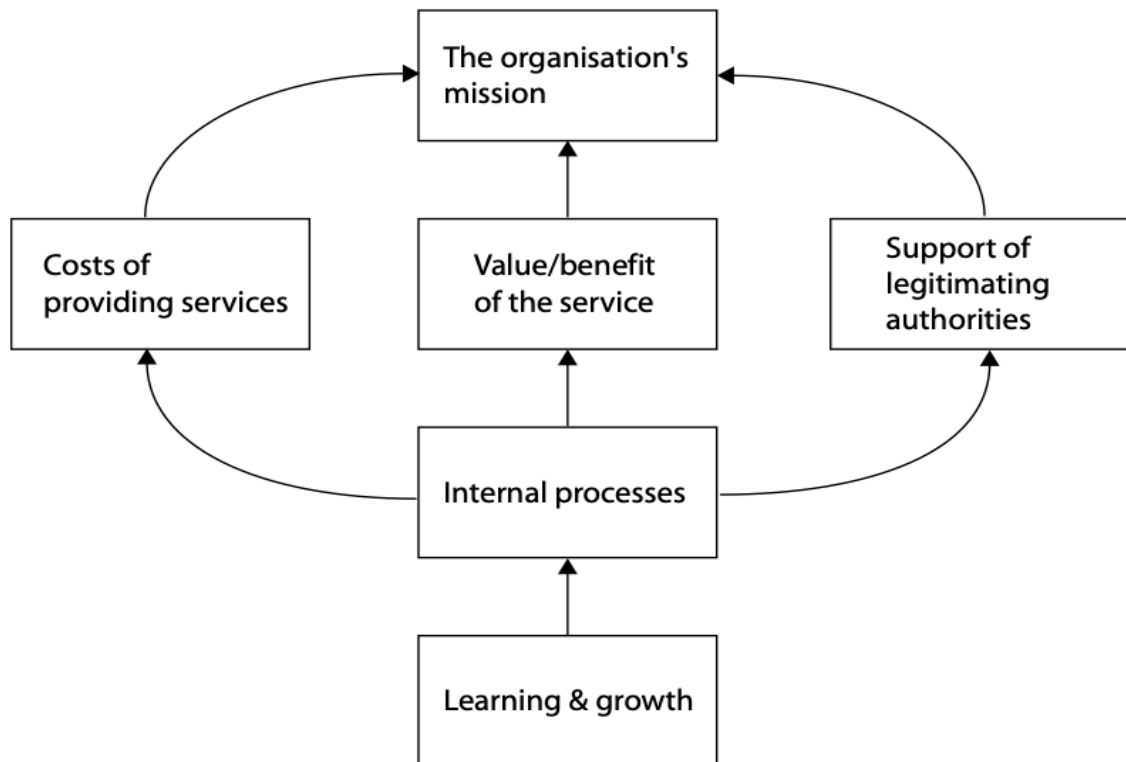 The organisation's
mission
Costs of
providing services
Value/benefit
of the service
Support of
legitimating
authorities
Internal processes
Learning & growth